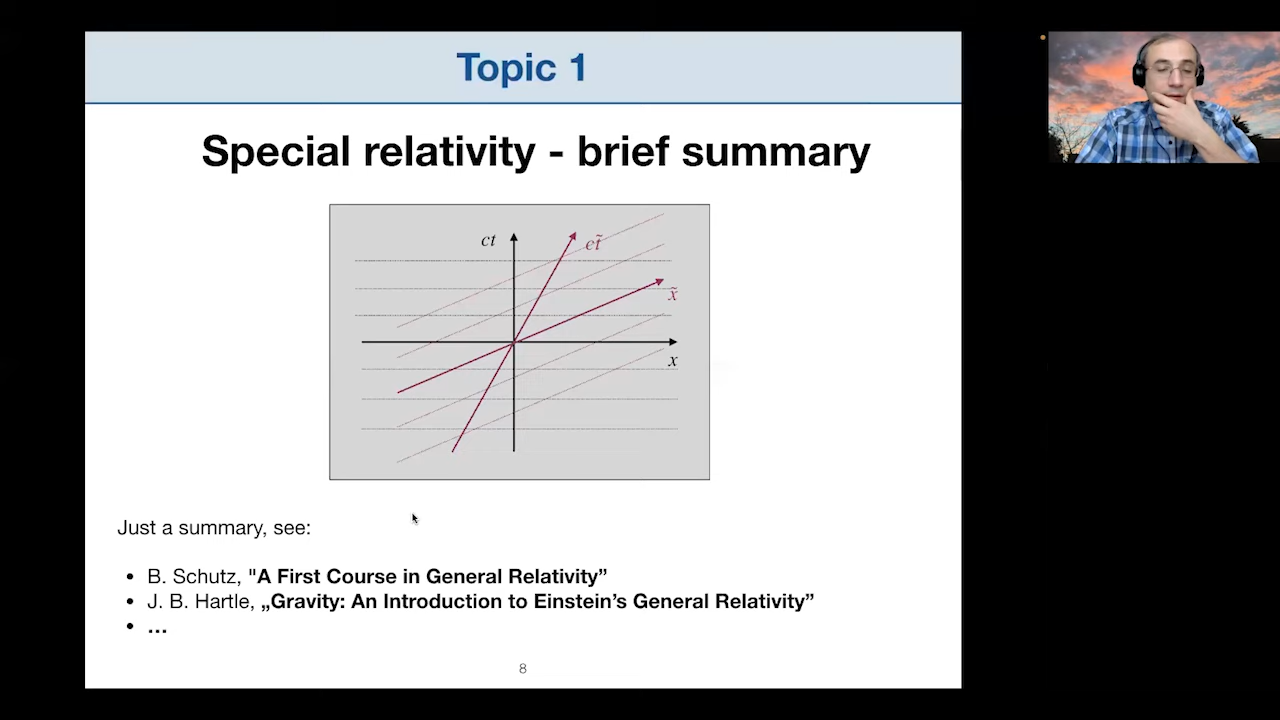 Topic 1
Special relativity - brief summary
ct
ct̃
x̃
x
Just a summary, see:
• B. Schutz, "A First Course in General Relativity”
• J. B. Hartle, „Gravity: An Introduction to Einstein’s General Relativity”
• …
8